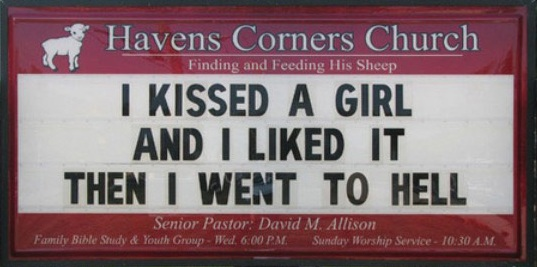 Havens Corners Church
Finding and Feeding His Sheep
I KISSED A GIRL
AND I LIKED IT
THEN I WENT TO HELL
Senior Pastor: David M. Allison
Family Bible Study & Youth Group - Wed. 6:00 P.M. Sunday Worship Service - 10:30 A.M.